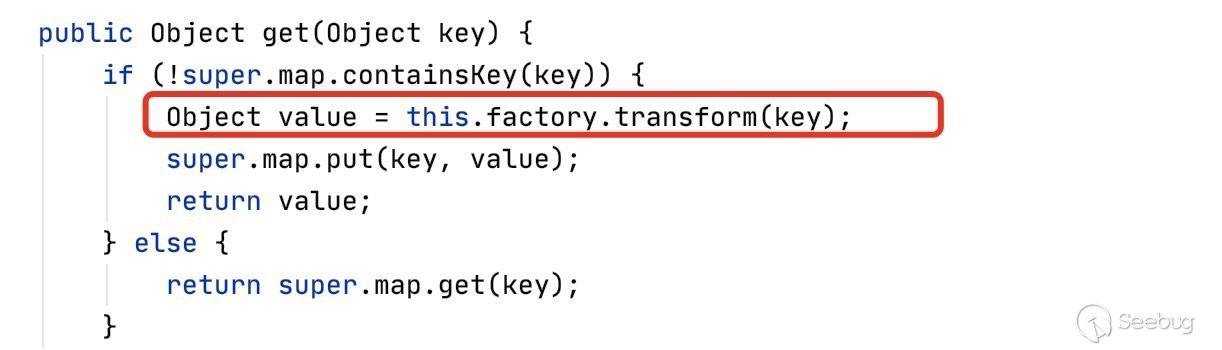 public Object get(Object key) {
if (!super.map.containsKey(key)) {
Object value = this.factory.transform(key);
super.map.put(key, value);
return value;
} else {
return super.map.get(key);
}
Seebug